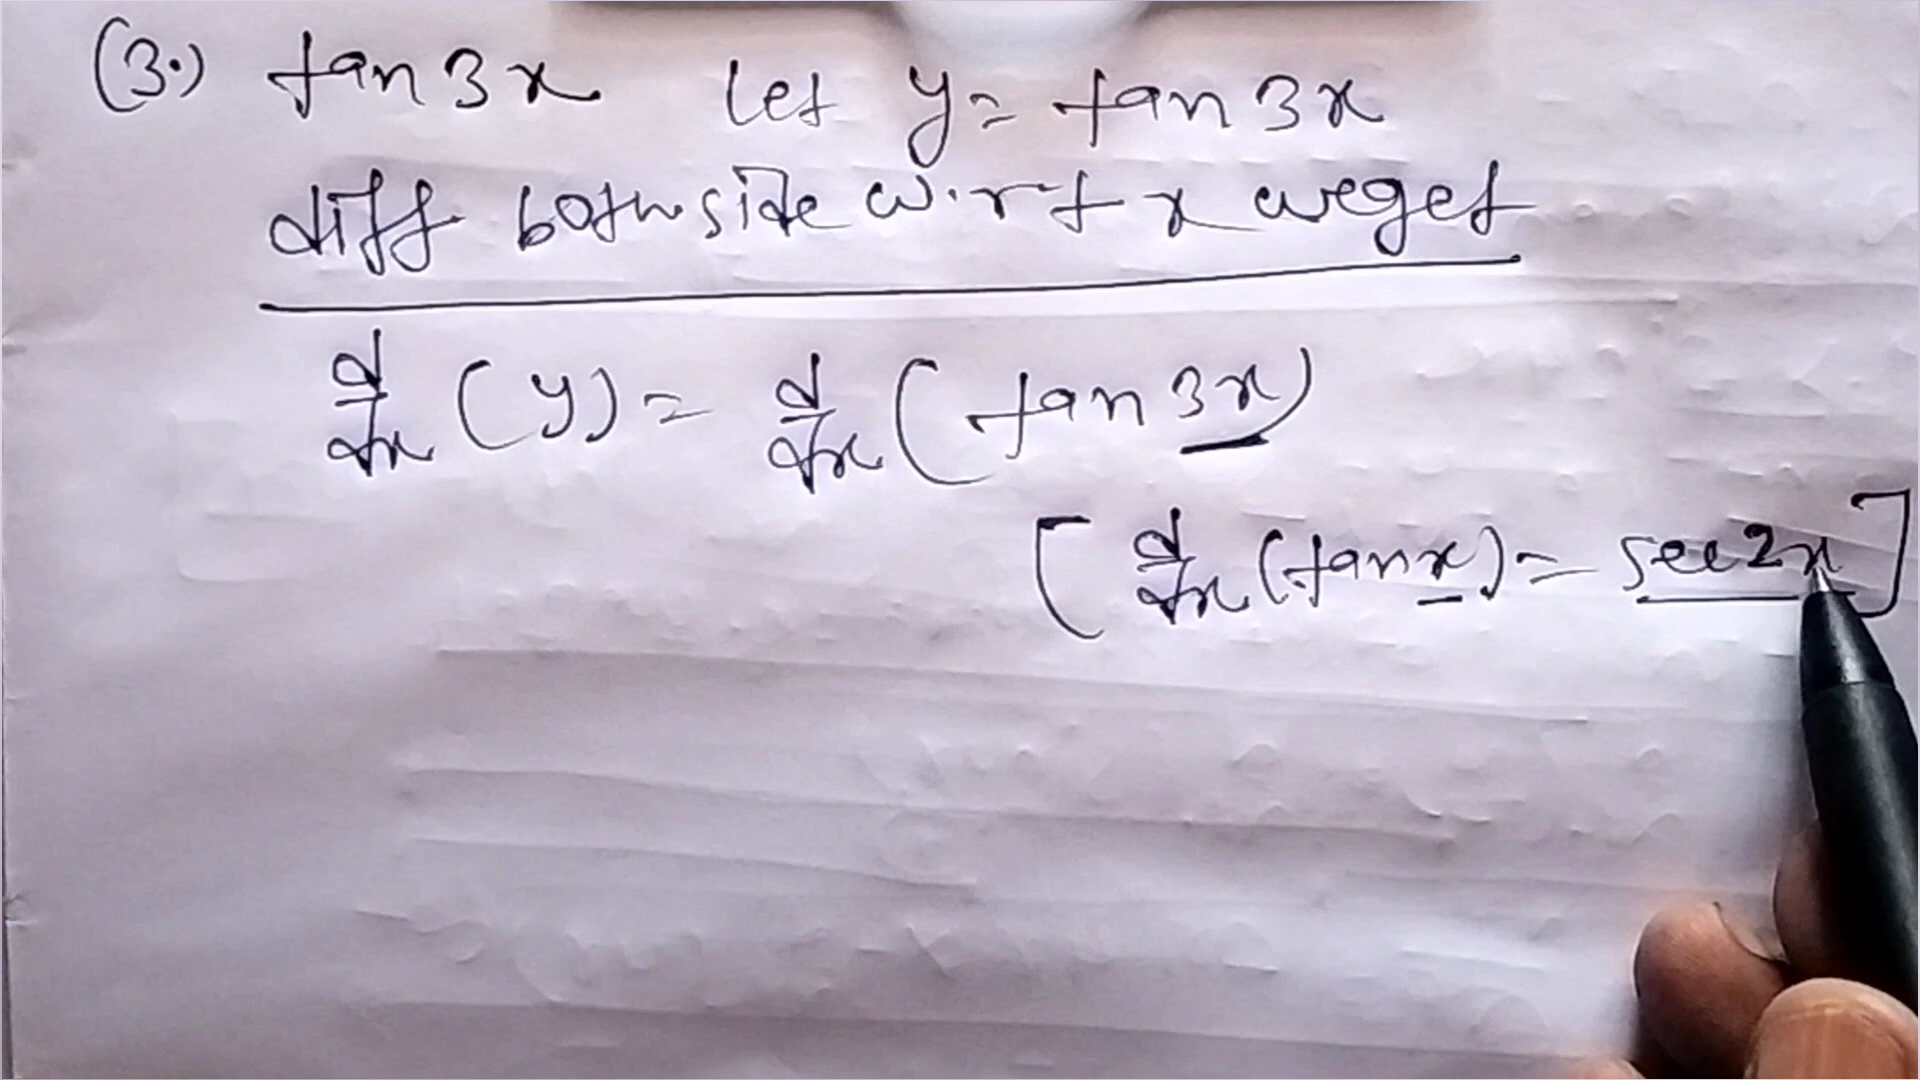 (3.) tan 3x let y = tan 3x
diff both side w.r.t x we get
d/dx (y) = d/dx (tan 3x)
[d/dx (tan x) = sec2x]